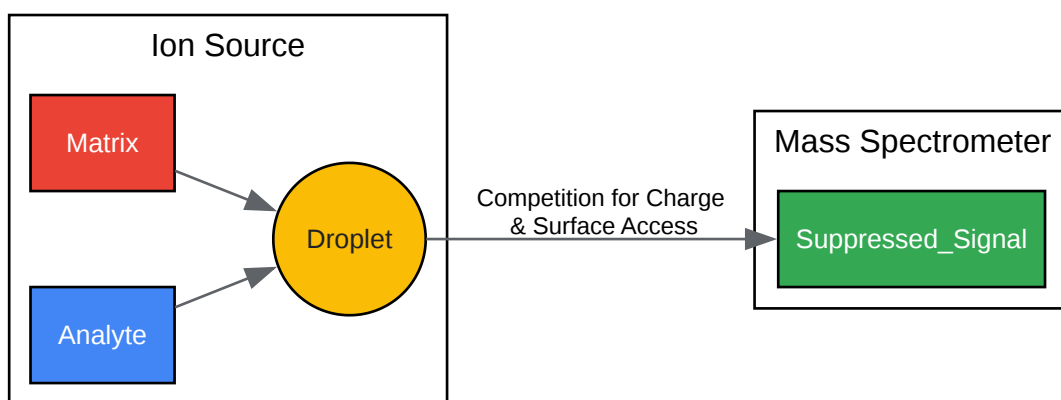 Ion Source
Matrix
Analyte
Droplet
Competition for Charge
& Surface Access
Mass Spectrometer
Suppressed_Signal